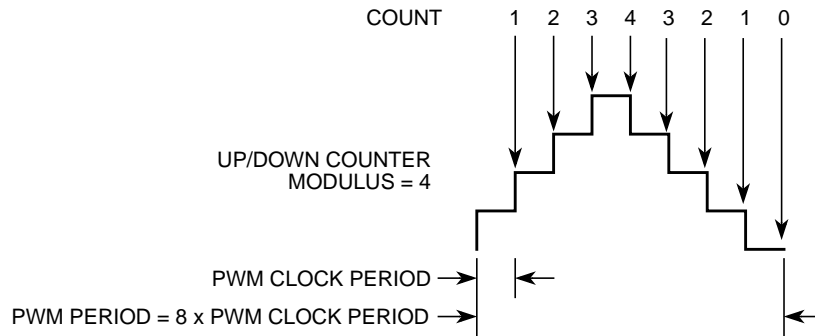 COUNT 1 2 3 4 3 2 1 0
UP/DOWN COUNTER
MODULUS = 4
PWM CLOCK PERIOD
PWM PERIOD = 8 x PWM CLOCK PERIOD